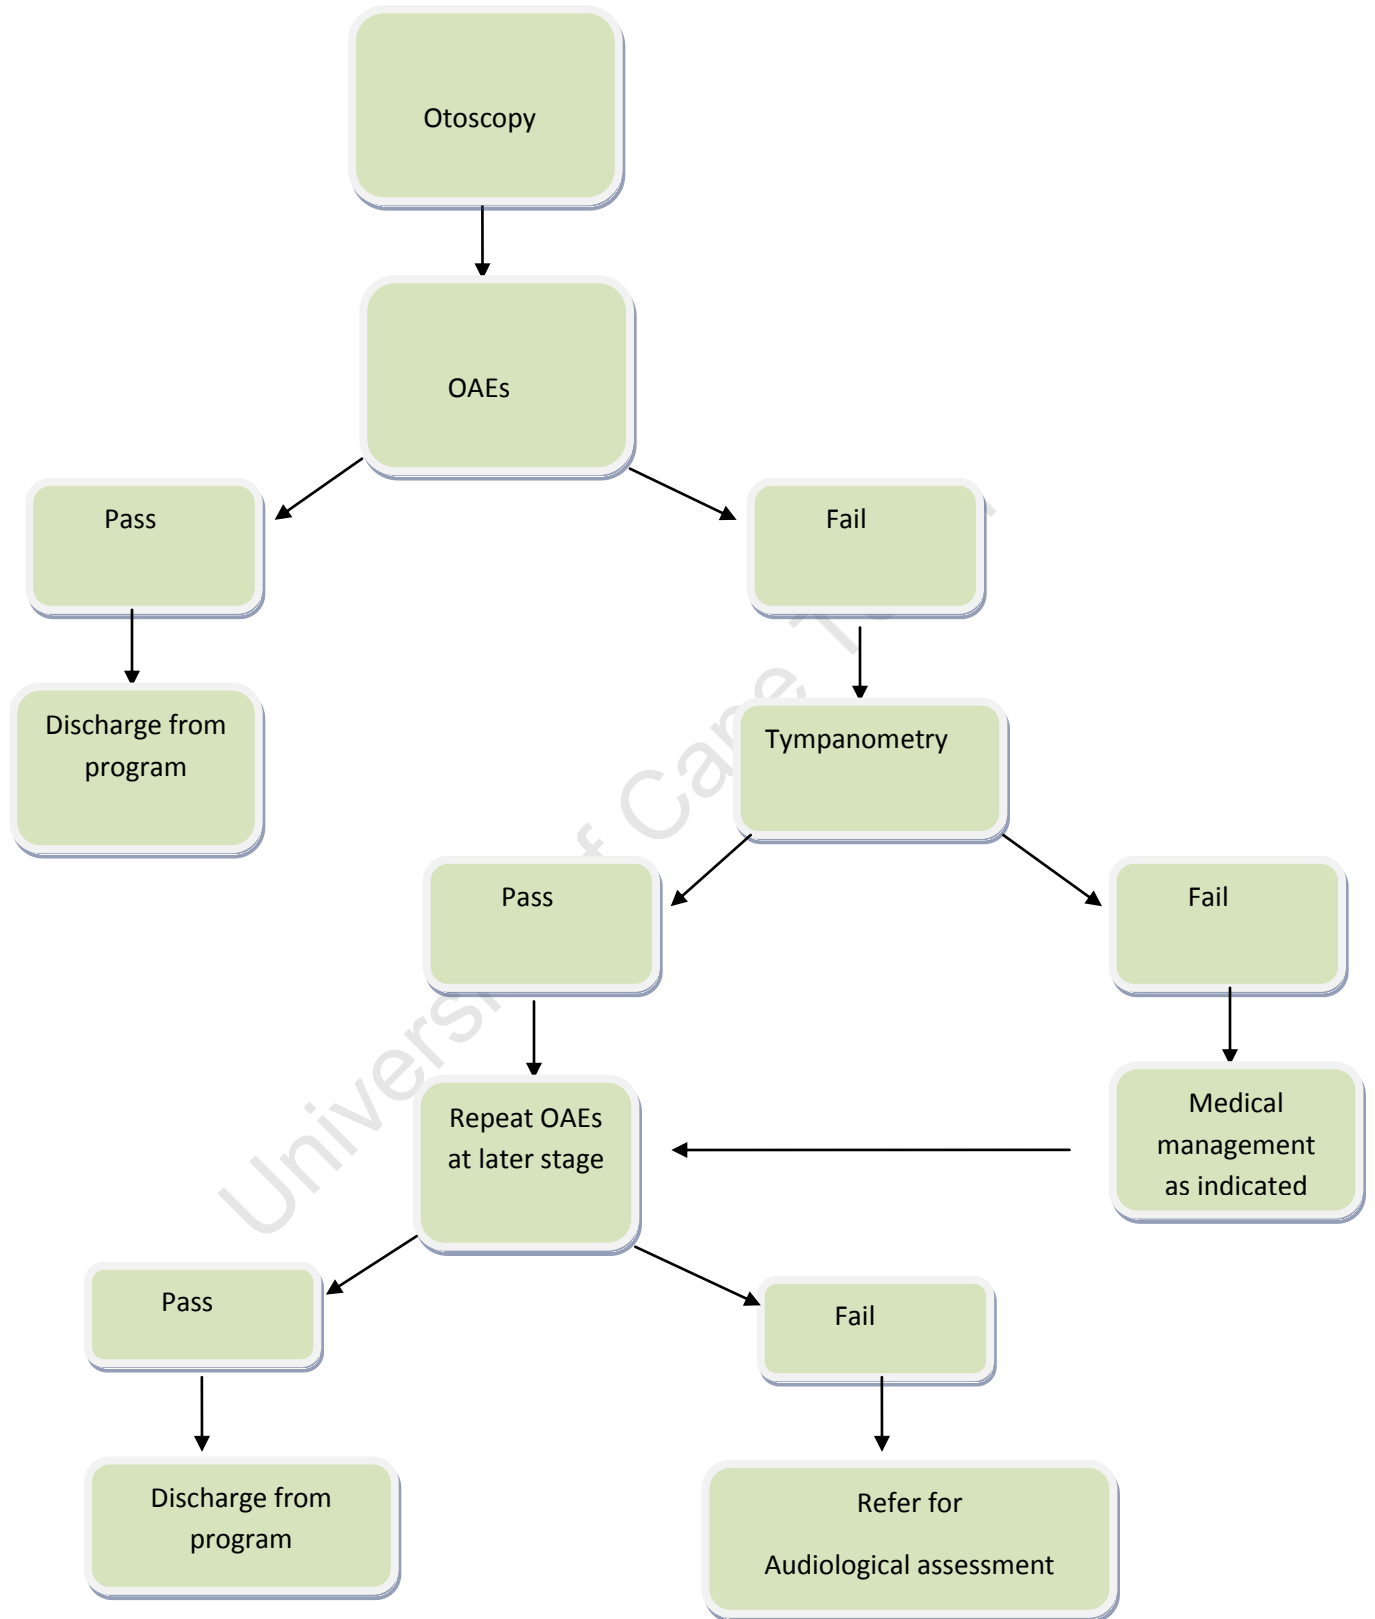 Otoscopy
OAEs
Pass
Fail
Discharge from
program
Tympanometry
Pass
Fail
Repeat OAEs
at later stage
Medical
management
as indicated
Pass
Fail
Discharge from
program
Refer for
Audiological assessment